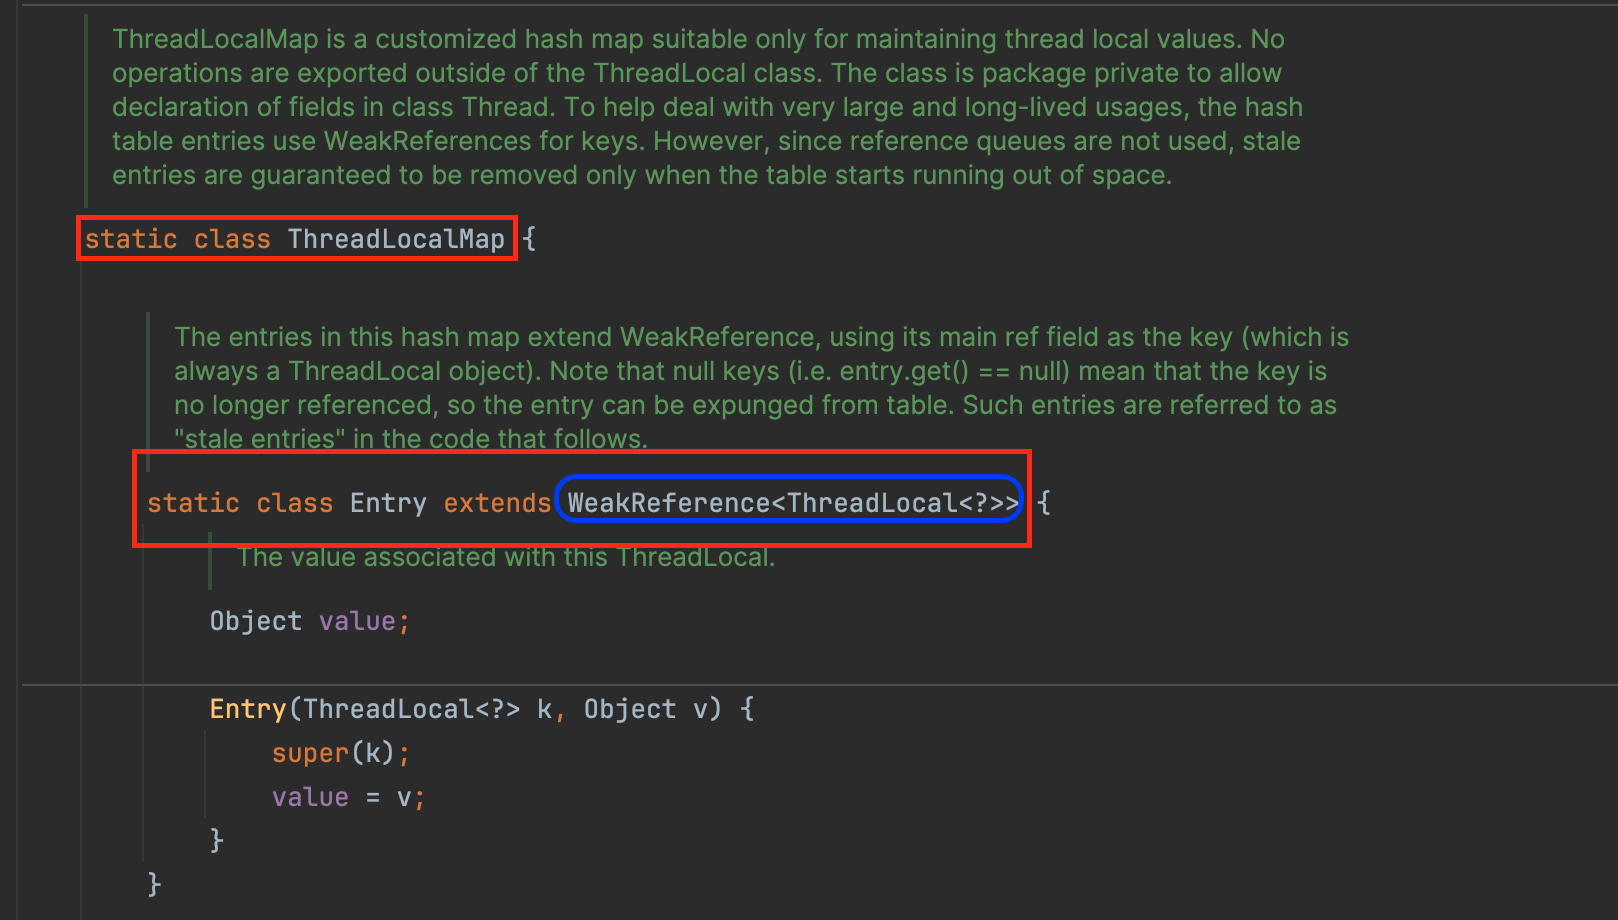 ThreadLocalMap is a customized hash map suitable only for maintaining thread local values. No
operations are exported outside of the ThreadLocal class. The class is package private to allow
declaration of fields in class Thread. To help deal with very large and long-lived usages, the hash
table entries use WeakReferences for keys. However, since reference queues are not used, stale
entries are guaranteed to be removed only when the table starts running out of space.
static class ThreadLocalMap {
The entries in this hash map extend WeakReference, using its main ref field as the key (which is
always a ThreadLocal object). Note that null keys (i.e. entry.get() == null) mean that the key is
no longer referenced, so the entry can be expunged from table. Such entries are referred to as
"stale entries" in the code that follows.
static class Entry extends WeakReference<ThreadLocal<?>> {
The value associated with this ThreadLocal.
Object value;
Entry(ThreadLocal<?> k, Object v) {
super(k);
value = v;
}
}